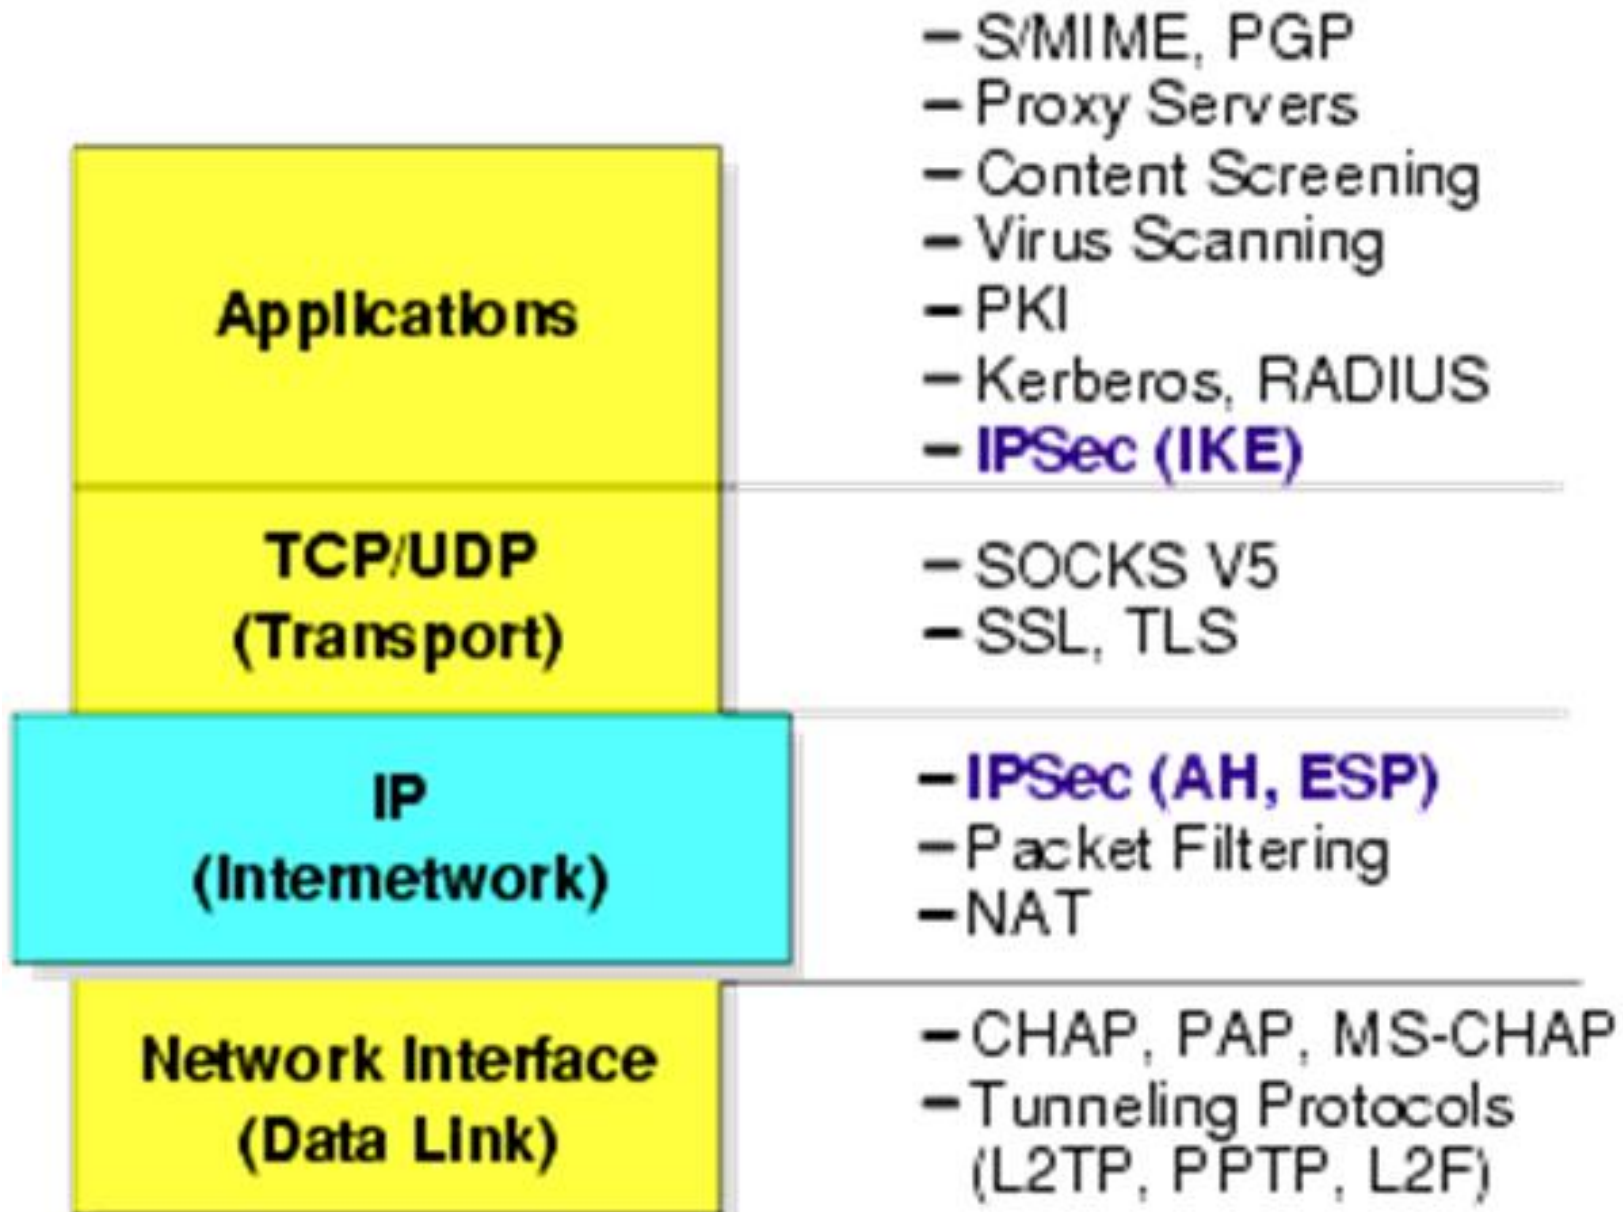 – S/MIME, PGP
– Proxy Servers
– Content Screening
– Virus Scanning
– PKI
– Kerberos, RADIUS
– IPSec (IKE)
Applications
TCP/UDP
(Transport)
– SOCKS V5
– SSL, TLS
IP
(Internetwork)
– IPSec (AH, ESP)
– Packet Filtering
– NAT
Network Interface
(Data Link)
– CHAP, PAP, MS-CHAP
– Tunneling Protocols
(L2TP, PPTP, L2F)